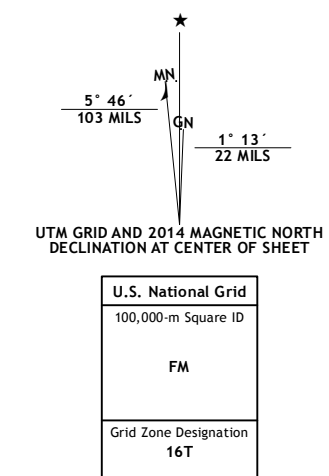 ★
MN
5° 46´
103 MILS
GN
1° 13´
22 MILS
UTM GRID AND 2014 MAGNETIC NORTH
DECLINATION AT CENTER OF SHEET
U.S. National Grid
100,000-m Square ID
FM
Grid Zone Designation
16T